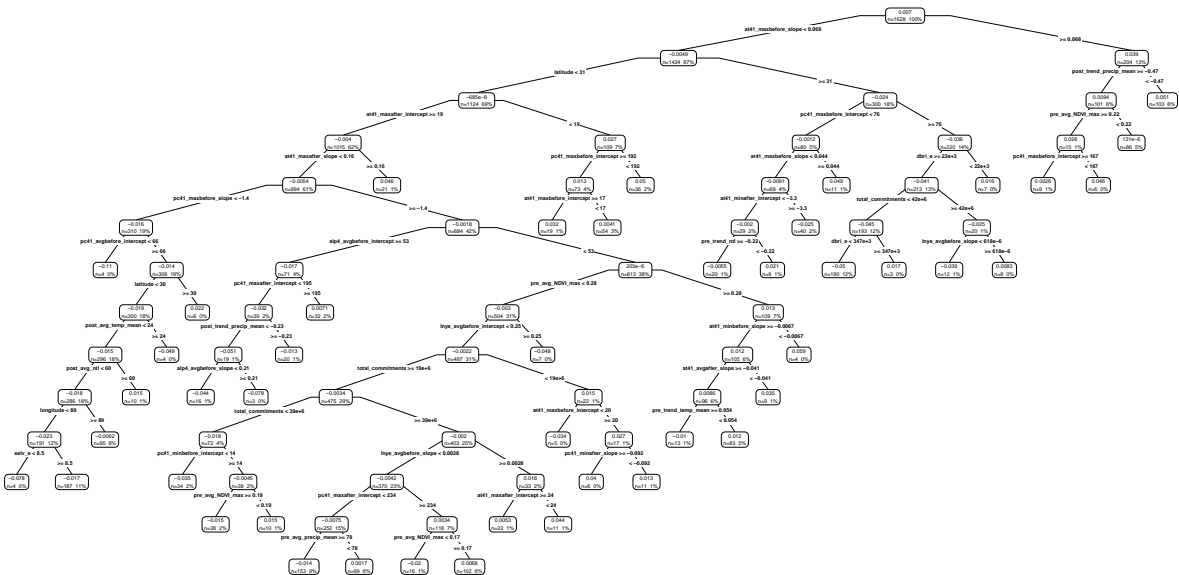 0.007
n=1628 100%
at41_maxbefore_slope < 0.068
>= 0.068
−0.0049
n=1424 87%
0.039
n=204 13%
latitude < 31
>= 31
post_trend_precip_mean >= −0.47
< −0.47
−685e−6
n=1124 69%
−0.024
n=300 18%
0.0094
n=101 6%
0.051
n=103 6%
at41_maxafter_intercept >= 19
< 19
pc41_maxbefore_intercept < 76
>= 76
pre_avg_NDVI_max >= 0.22
< 0.22
−0.004
n=1015 62%
0.027
n=109 7%
−0.0012
n=80 5%
−0.036
n=220 14%
0.026
n=15 1%
131e−6
n=86 5%
at41_maxafter_slope < 0.16
>= 0.16
pc41_maxbefore_intercept >= 192
< 192
at41_maxbefore_slope < 0.044
>= 0.044
dbri_e >= 22e+3
< 22e+3
pc41_maxbefore_intercept >= 167
< 167
−0.0054
n=994 61%
0.046
n=21 1%
0.013
n=73 4%
0.05
n=36 2%
−0.0091
n=69 4%
0.049
n=11 1%
−0.041
n=213 13%
0.016
n=7 0%
0.0028
n=9 1%
0.046
n=6 0%
pc41_maxbefore_slope < −1.4
>= −1.4
at41_maxbefore_intercept >= 17
< 17
at41_minafter_intercept < −3.3
>= −3.3
total_commitments < 42e+6
>= 42e+6
−0.016
n=310 19%
−0.0018
n=684 42%
0.032
n=19 1%
0.0041
n=54 3%
−0.002
n=29 2%
−0.025
n=40 2%
−0.045
n=193 12%
−0.025
n=20 1%
pc41_avgbefore_intercept < 66
>= 66
alp4_avgbefore_intercept >= 53
< 53
pre_trend_ntl >= −0.22
< −0.22
dbri_e < 347e+3
>= 347e+3
lnye_avgbefore_slope < 618e−6
>= 618e−6
−0.11
n=4 0%
−0.014
n=306 19%
−0.017
n=71 4%
203e−6
n=613 38%
−0.0055
n=20 1%
0.021
n=9 1%
−0.05
n=190 12%
0.017
n=3 0%
−0.039
n=12 1%
0.0083
n=8 0%
latitude < 30
>= 30
pc41_maxafter_intercept < 195
>= 195
pre_avg_NDVI_max < 0.28
>= 0.28
−0.019
n=300 18%
0.022
n=6 0%
−0.032
n=39 2%
0.0071
n=32 2%
−0.003
n=504 31%
0.013
n=109 7%
post_avg_temp_mean < 24
>= 24
post_trend_precip_mean < −0.23
>= −0.23
lnye_avgbefore_intercept < 0.25
>= 0.25
at41_minbefore_slope >= −0.0067
< −0.0067
−0.015
n=296 18%
−0.049
n=4 0%
−0.051
n=19 1%
−0.013
n=20 1%
−0.0022
n=497 31%
−0.048
n=7 0%
0.012
n=105 6%
0.059
n=4 0%
post_avg_ntl < 60
>= 60
alp4_avgbefore_slope < 0.21
>= 0.21
total_commitments >= 19e+6
< 19e+6
at41_avgafter_slope >= −0.041
< −0.041
−0.018
n=286 18%
0.015
n=10 1%
−0.044
n=16 1%
−0.078
n=3 0%
−0.0034
n=475 29%
0.015
n=22 1%
0.0086
n=96 6%
0.035
n=9 1%
longitude < 89
>= 89
total_commitments < 39e+6
>= 39e+6
at41_maxbefore_intercept < 20
>= 20
pre_trend_temp_mean >= 0.054
< 0.054
−0.023
n=191 12%
−0.0062
n=95 6%
−0.018
n=72 4%
−0.002
n=403 25%
−0.034
n=5 0%
0.027
n=17 1%
−0.01
n=13 1%
0.012
n=83 5%
selv_e < 8.5
>= 8.5
pc41_minbefore_intercept < 14
>= 14
lnye_avgbefore_slope < 0.0028
>= 0.0028
pc41_minafter_slope >= −0.092
< −0.092
−0.078
n=4 0%
−0.017
n=187 11%
−0.035
n=34 2%
−0.0045
n=38 2%
−0.0042
n=370 23%
0.016
n=33 2%
0.04
n=6 0%
0.013
n=11 1%
pre_avg_NDVI_max >= 0.19
< 0.19
pc41_maxafter_intercept < 234
>= 234
at41_maxafter_intercept >= 24
< 24
−0.015
n=28 2%
0.015
n=10 1%
−0.0075
n=252 15%
0.0034
n=118 7%
0.0053
n=22 1%
0.044
n=11 1%
pre_avg_precip_mean >= 78
< 78
pre_avg_NDVI_max < 0.17
>= 0.17
−0.014
n=153 9%
0.0017
n=99 6%
−0.02
n=16 1%
0.0068
n=102 6%